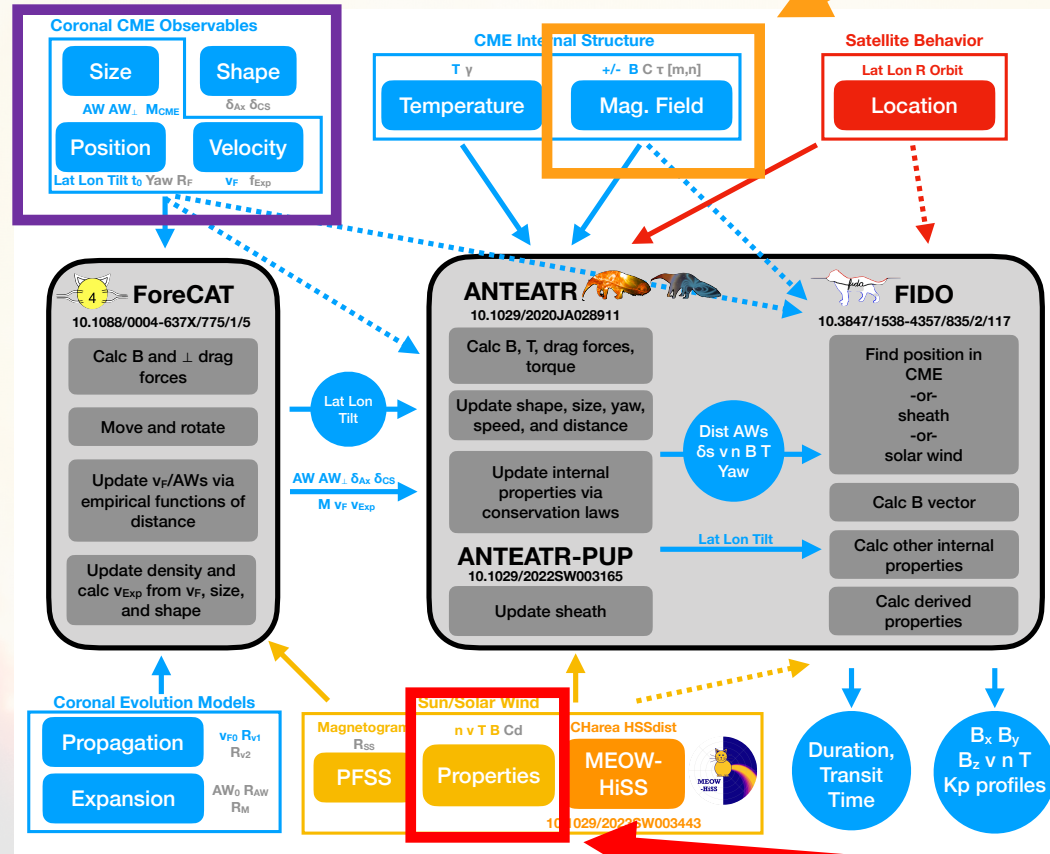 Coronal CME Observables
Size
Shape
AW AW⊥ MCME
δAx δCS
Position
Velocity
Lat Lon Tilt t0 Yaw RF
vF fExp
CME Internal Structure
T γ
Temperature
+/- B C τ [m,n]
Mag. Field
Satellite Behavior
Lat Lon R Orbit
Location
4
ForeCAT
10.1088/0004-637X/775/1/5
Calc B and ⊥ drag
forces
Move and rotate
Update vF/AWs via
empirical functions of
distance
Update density and
calc vExp from vF, size,
and shape
Lat Lon
Tilt
AW AW⊥ δAx δCS
M vF vExp
ANTEATR
10.1029/2020JA028911
Calc B, T, drag forces,
torque
Update shape, size, yaw,
speed, and distance
Update internal
properties via
conservation laws
ANTEATR-PUP
10.1029/2022SW003165
Update sheath
Dist AWs
δs v n B T
Yaw
Lat Lon Tilt
fido
FIDO
10.3847/1538-4357/835/2/117
Find position in
CME
-or-
sheath
-or-
solar wind
Calc B vector
Calc other internal
properties
Calc derived
properties
Coronal Evolution Models
Propagation
vF0 Rv1
Rv2
Expansion
AW0 RAW
RM
Sun/Solar Wind
Magnetogram
RSS
PFSS
n v T B Cd
Properties
CHarea HSSdist
MEOW-
HiSS
MEOW
-HiSS
10.1029/2022SW003443
Duration,
Transit
Time
Bx By
Bz v n T
Kp profiles